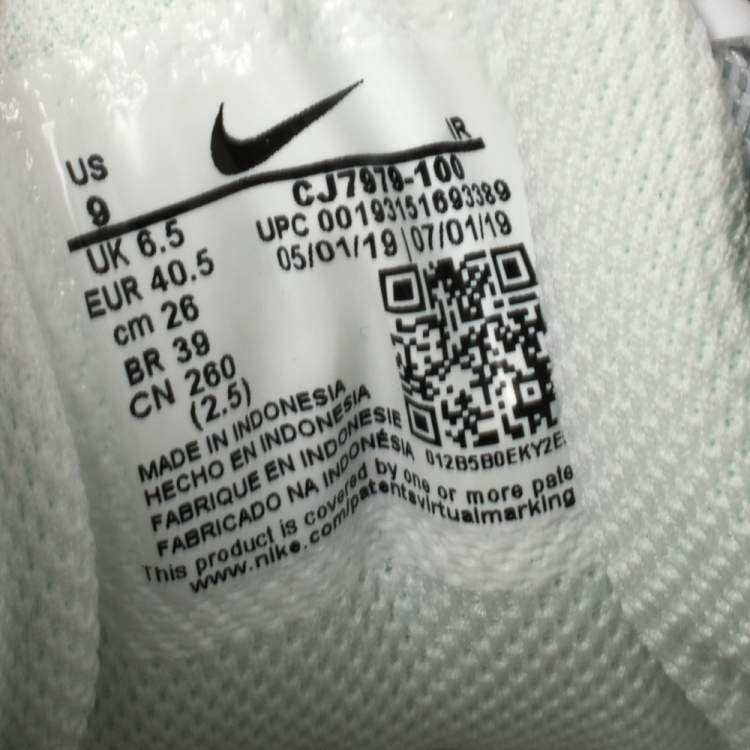 US
9
IR
CJ7979-100
UPC 00193151693389
05/01/19 | 07/01/19
UK 6.5
EUR 40.5
cm 26
BR 39
CN 260
(2.5)
MADE IN INDONESIA
HECHO EN INDONESIA
FABRIQUE EN INDONESIE
FABRICADO NA INDONÉSIA
012B5B0EKY2E
This product is covered by one or more pate
www.nike.com/patentsvirtualmarking